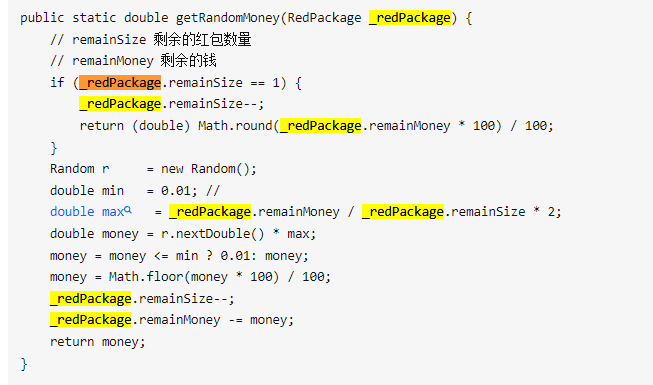 public static double getRandomMoney(RedPackage _redPackage) {
    // remainSize 剩余的红包数量
    // remainMoney 剩余的钱
    if (_redPackage.remainSize == 1) {
        _redPackage.remainSize--;
        return (double) Math.round(_redPackage.remainMoney * 100) / 100;
    }
    Random r     = new Random();
    double min   = 0.01; //
    double max   = _redPackage.remainMoney / _redPackage.remainSize * 2;
    double money = r.nextDouble() * max;
    money = money <= min ? 0.01: money;
    money = Math.floor(money * 100) / 100;
    _redPackage.remainSize--;
    _redPackage.remainMoney -= money;
    return money;
}